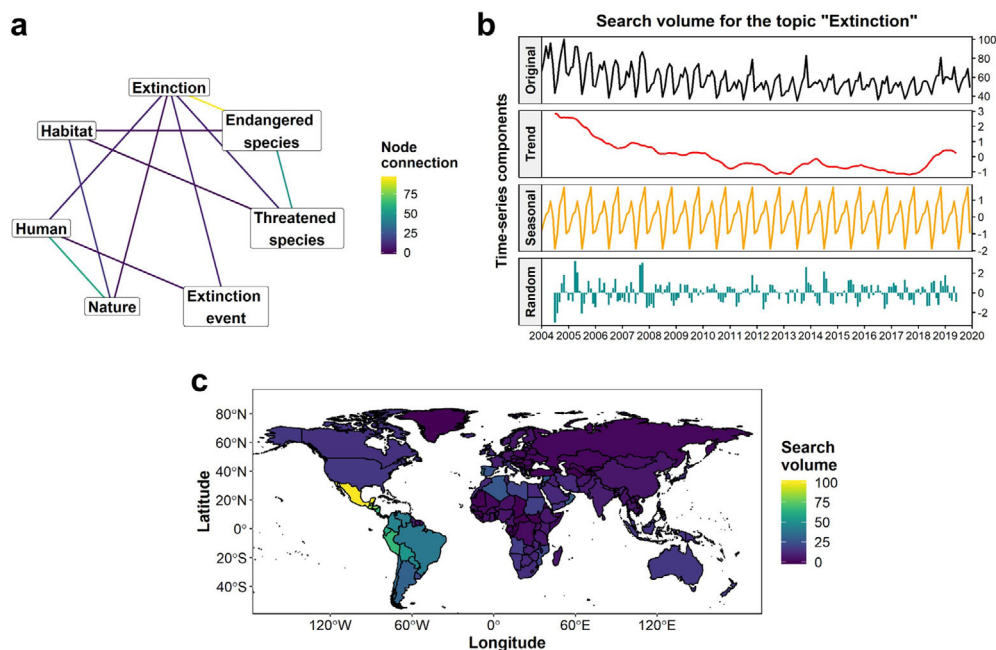 a
Extinction
Habitat
Endangered
species
Human
Threatened
species
Nature
Extinction
event
Node
connection
75
50
25
0
b
Search volume for the topic "Extinction"
Time-series components
Original
100
80
60
40
Trend
3
2
1
0
-1
Seasonal
2
1
0
-1
-2
Random
2
0
-2
2004 2005 2006 2007 2008 2009 2010 2011 2012 2013 2014 2015 2016 2017 2018 2019 2020
c
Latitude
80°N
60°N
40°N
20°N
0°
20°S
40°S
120°W 60°W 0° 60°E 120°E
Longitude
Search
volume
100
75
50
25
0